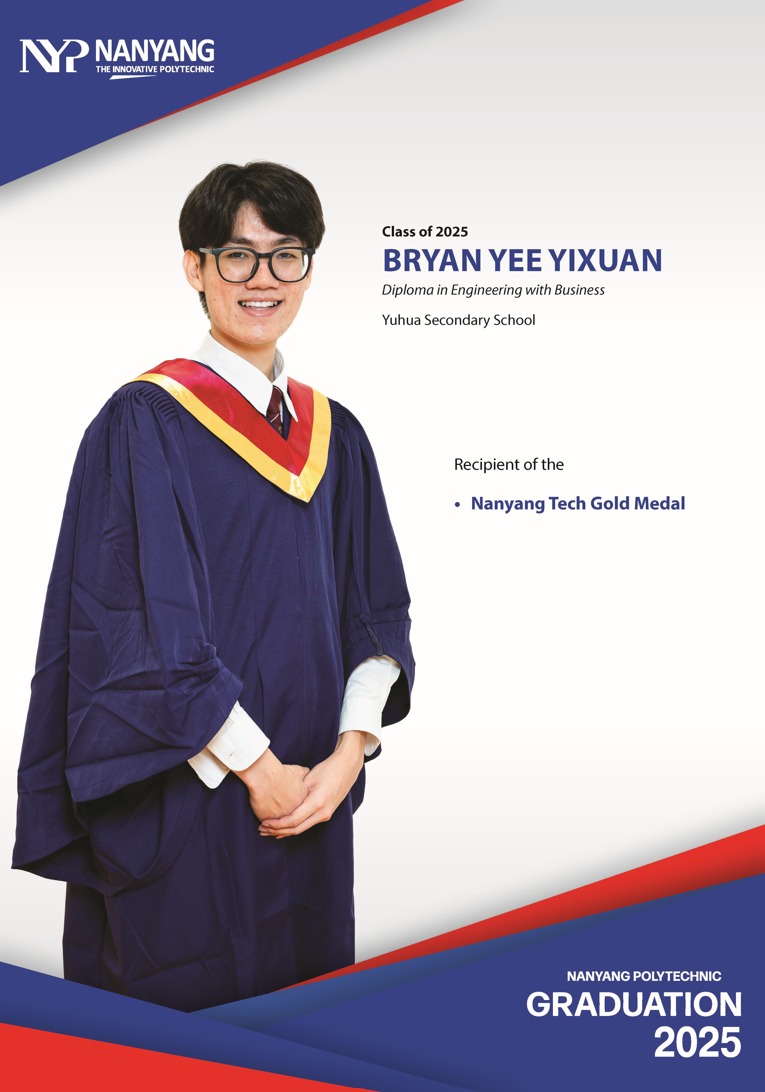 NYP NANYANG
THE INNOVATIVE POLYTECHNIC
Class of 2025
BRYAN YEE YIXUAN
Diploma in Engineering with Business
Yuhua Secondary School
Recipient of the
• Nanyang Tech Gold Medal
NANYANG POLYTECHNIC
GRADUATION
2025